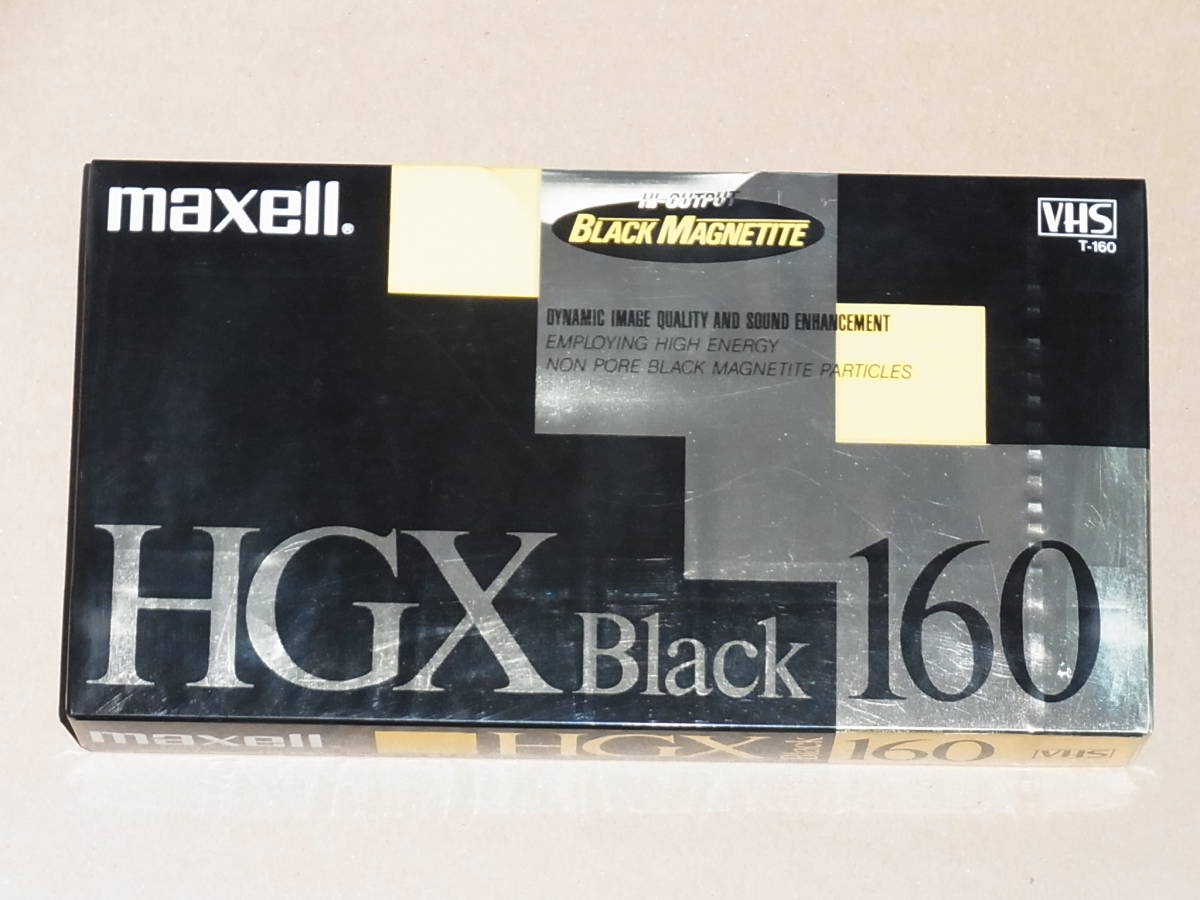 maxell®
HI-OUTPUT
BLACK MAGNETITE
VHS
T-160
DYNAMIC IMAGE QUALITY AND SOUND ENHANCEMENT
EMPLOYING HIGH ENERGY
NON PORE BLACK MAGNETITE PARTICLES
HGX Black 160
maxell HGX Black 160 VHS